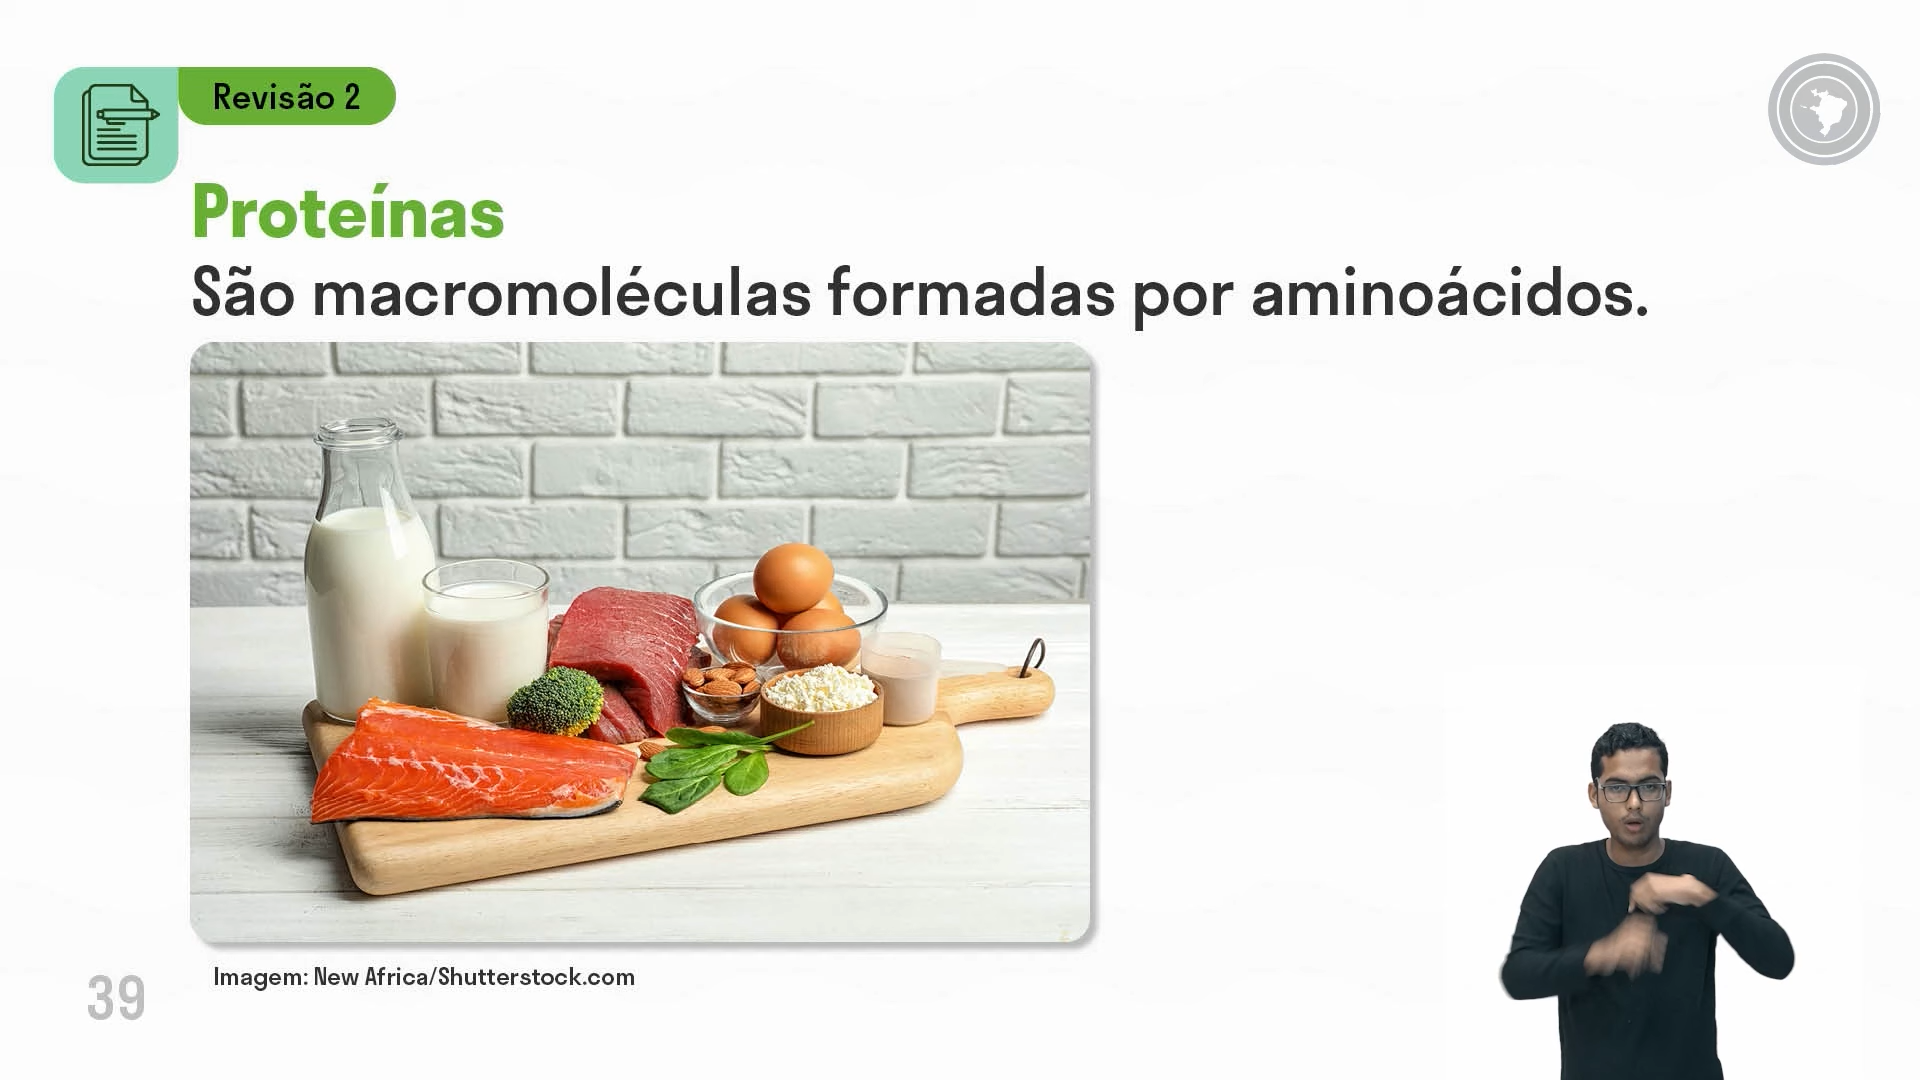 Revisão 2
Proteínas
São macromoléculas formadas por aminoácidos.
Imagem: New Africa/Shutterstock.com
39